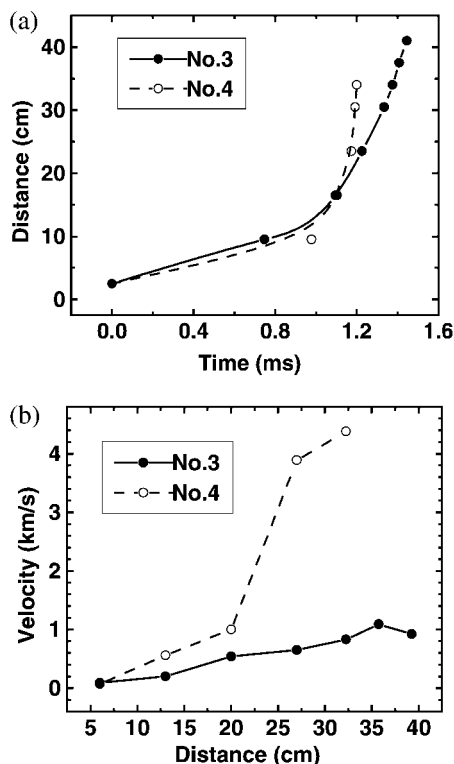 (a)
40
30
20
10
0
Distance (cm)
No.3
No.4
0.0 0.4 0.8 1.2 1.6
Time (ms)
(b)
4
3
2
1
0
Velocity (km/s)
No.3
No.4
5 10 15 20 25 30 35 40
Distance (cm)